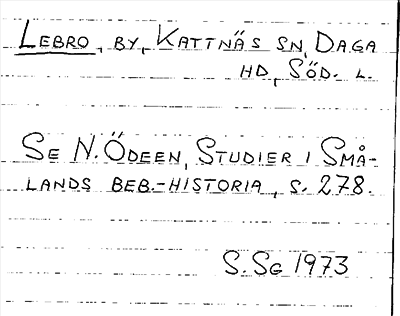 LEBRO, BY, KATTNÄS SN, DAGA
HD, SÖD. L.
SE N. ÖDEEN, STUDIER I SMÅ-
LANDS BEB.-HISTORIA, S. 278.
S. SG 1973